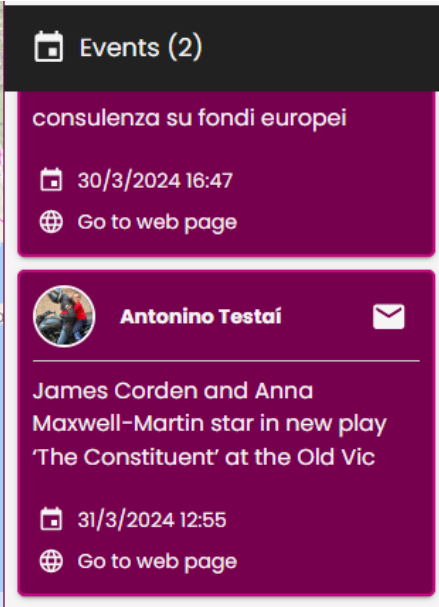 Events (2)
consulenza su fondi europei
30/3/2024 16:47
Go to web page
Antonino Testaí
James Corden and Anna
Maxwell-Martin star in new play
‘The Constituent’ at the Old Vic
31/3/2024 12:55
Go to web page